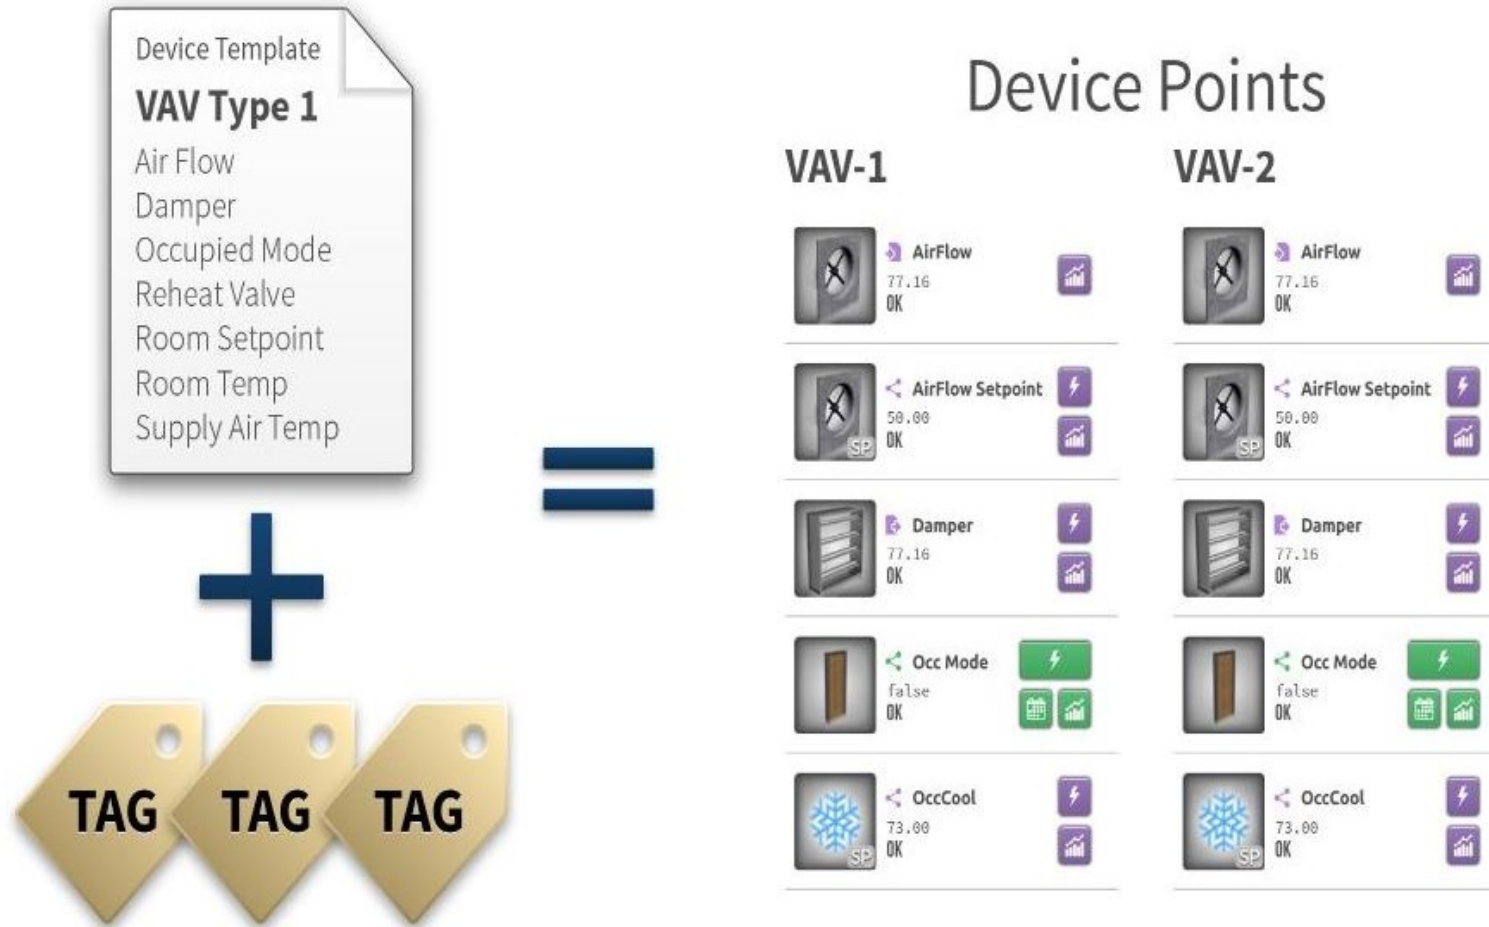 Device Template
VAV Type 1
Air Flow
Damper
Occupied Mode
Reheat Valve
Room Setpoint
Room Temp
Supply Air Temp
TAG
TAG
TAG
Device Points
VAV-1
AirFlow
77.16
OK
AirFlow Setpoint
50.00
OK
SP
Damper
77.16
OK
Occ Mode
false
OK
OccCool
73.00
OK
SP
VAV-2
AirFlow
77.16
OK
AirFlow Setpoint
50.00
OK
SP
Damper
77.16
OK
Occ Mode
false
OK
OccCool
73.00
OK
SP